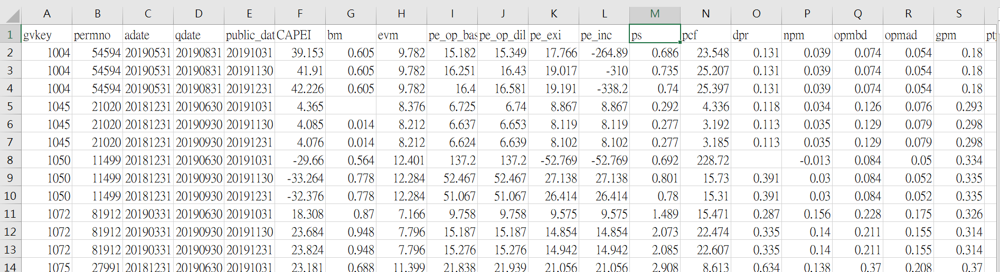 A B C D E F G H I J K L M N O P Q R S
1 gvkey permno adate qdate public_dat CAPEI bm evm pe_op_bas pe_op_dil pe_exi pe_inc ps pcf dpr npm opmbd opmad gpm pt
2 1004 54594 20190531 20190831 20191031 39.153 0.605 9.782 15.182 15.349 17.766 -264.89 0.686 23.548 0.131 0.039 0.074 0.054 0.18
3 1004 54594 20190531 20190831 20191130 41.91 0.605 9.782 16.251 16.43 19.017 -310 0.735 25.207 0.131 0.039 0.074 0.054 0.18
4 1004 54594 20190531 20190831 20191231 42.226 0.605 9.782 16.4 16.581 19.191 -338.2 0.74 25.397 0.131 0.039 0.074 0.054 0.18
5 1045 21020 20181231 20190630 20191031 4.365 8.376 6.725 6.74 8.867 8.867 0.292 4.336 0.118 0.034 0.126 0.076 0.293
6 1045 21020 20181231 20190930 20191130 4.085 0.014 8.212 6.637 6.653 8.119 8.119 0.277 3.192 0.113 0.035 0.129 0.079 0.298
7 1045 21020 20181231 20190930 20191231 4.076 0.014 8.212 6.624 6.639 8.102 8.102 0.277 3.185 0.113 0.035 0.129 0.079 0.298
8 1050 11499 20181231 20190630 20191031 -29.66 0.564 12.401 137.2 137.2 -52.769 -52.769 0.692 228.72 -0.013 0.084 0.05 0.334
9 1050 11499 20181231 20190930 20191130 -33.264 0.778 12.284 52.467 52.467 27.138 27.138 0.801 15.73 0.391 0.03 0.084 0.052 0.335
10 1050 11499 20181231 20190930 20191231 -32.376 0.778 12.284 51.067 51.067 26.414 26.414 0.78 15.31 0.391 0.03 0.084 0.052 0.335
11 1072 81912 20190331 20190630 20191031 18.308 0.87 7.166 9.758 9.758 9.575 9.575 1.489 15.471 0.287 0.156 0.228 0.175 0.326
12 1072 81912 20190331 20190930 20191130 23.684 0.948 7.796 15.187 15.187 14.854 14.854 2.073 22.474 0.335 0.14 0.211 0.155 0.314
13 1072 81912 20190331 20190930 20191231 23.824 0.948 7.796 15.276 15.276 14.942 14.942 2.085 22.607 0.335 0.14 0.211 0.155 0.314
14 1075 27991 20181231 20190630 20191031 23.181 0.688 11.399 21.838 21.939 21.056 21.056 2.908 8.613 0.634 0.138 0.37 0.208 0.37